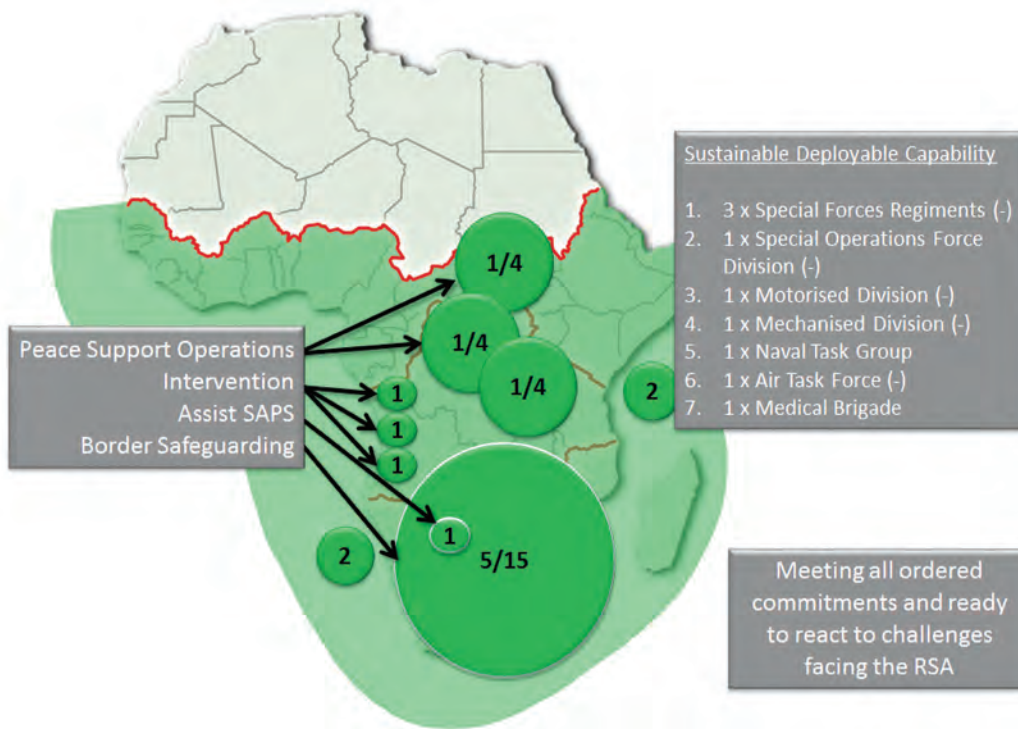 Peace Support Operations
Intervention
Assist SAPS
Border Safeguarding
1/4
1/4
1/4
1
1
1
2
2
1
5/15
Sustainable Deployable Capability
1. 3 x Special Forces Regiments (-)
2. 1 x Special Operations Force
Division (-)
3. 1 x Motorised Division (-)
4. 1 x Mechanised Division (-)
5. 1 x Naval Task Group
6. 1 x Air Task Force (-)
7. 1 x Medical Brigade
Meeting all ordered
commitments and ready
to react to challenges
facing the RSA